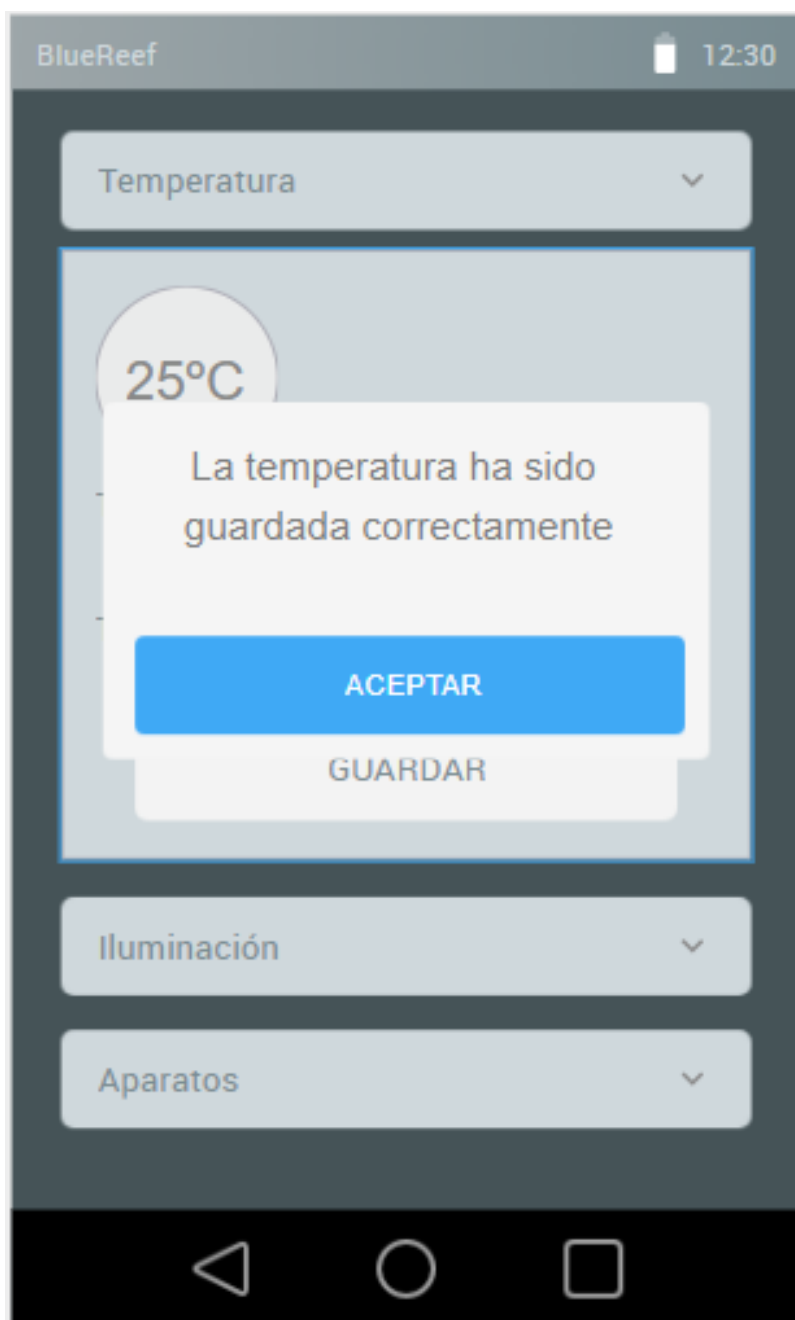 BlueReef 12:30
Temperatura
25ºC
La temperatura ha sido
guardada correctamente
ACEPTAR
GUARDAR
Iluminación
Aparatos